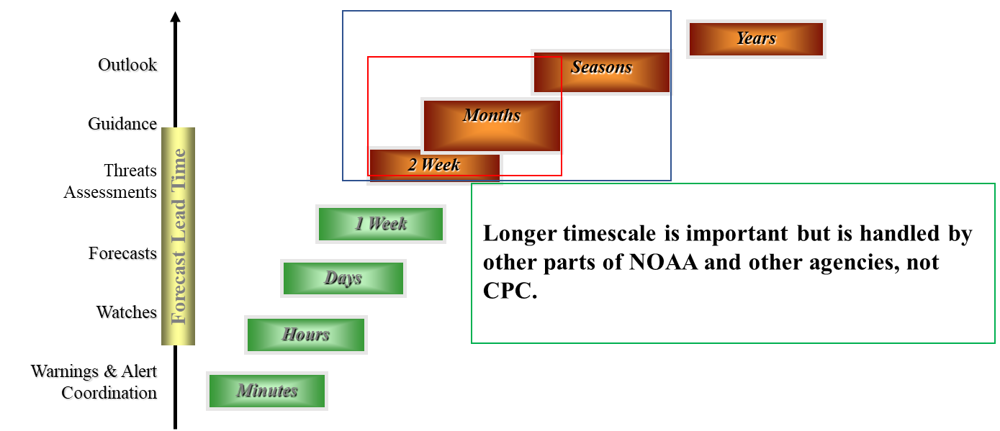 Outlook
Guidance
Threats
Assessments
Forecasts
Watches
Warnings & Alert
Coordination
Forecast Lead Time
Years
Seasons
Months
2 Week
1 Week
Days
Hours
Minutes
Longer timescale is important but is handled by
other parts of NOAA and other agencies, not
CPC.